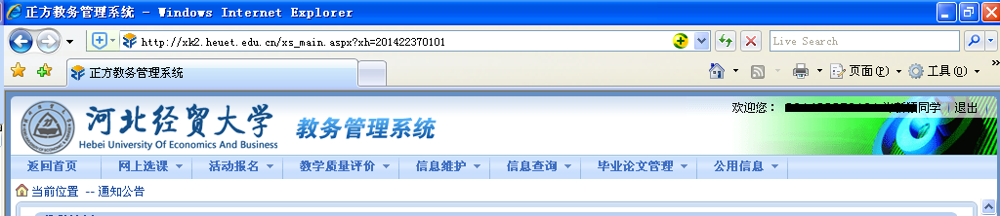 正方教务管理系统 - Windows Internet Explorer
http://xk2.heuet.edu.cn/xs_main.aspx?xh=201422370101
Live Search
正方教务管理系统
页面(P)
工具(O)
»
河北经贸大学
Hebei University Of Economics And Business
教务管理系统
欢迎您：
同学
退出
返回首页 网上选课 活动报名 教学质量评价 信息维护 信息查询 毕业论文管理 公用信息
当前位置 -- 通知公告